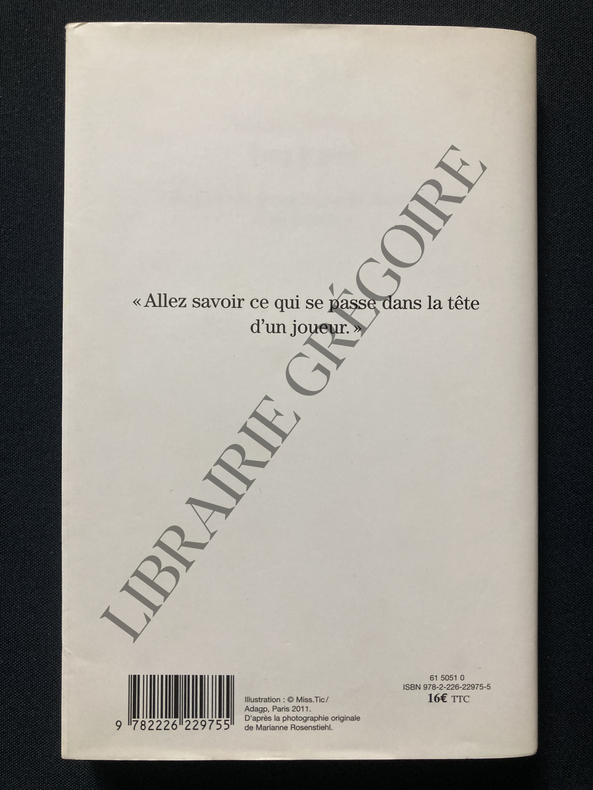 « Allez savoir ce qui se passe dans la tête
d'un joueur. »
LIBRAIRIE GRÉGOIRE
9 782226 229755
Illustration : © Miss.Tic /
Adagp, Paris 2011.
D'après la photographie originale
de Marianne Rosenstiehl.
61 5051 0
ISBN 978-2-226-22975-5
16€ TTC